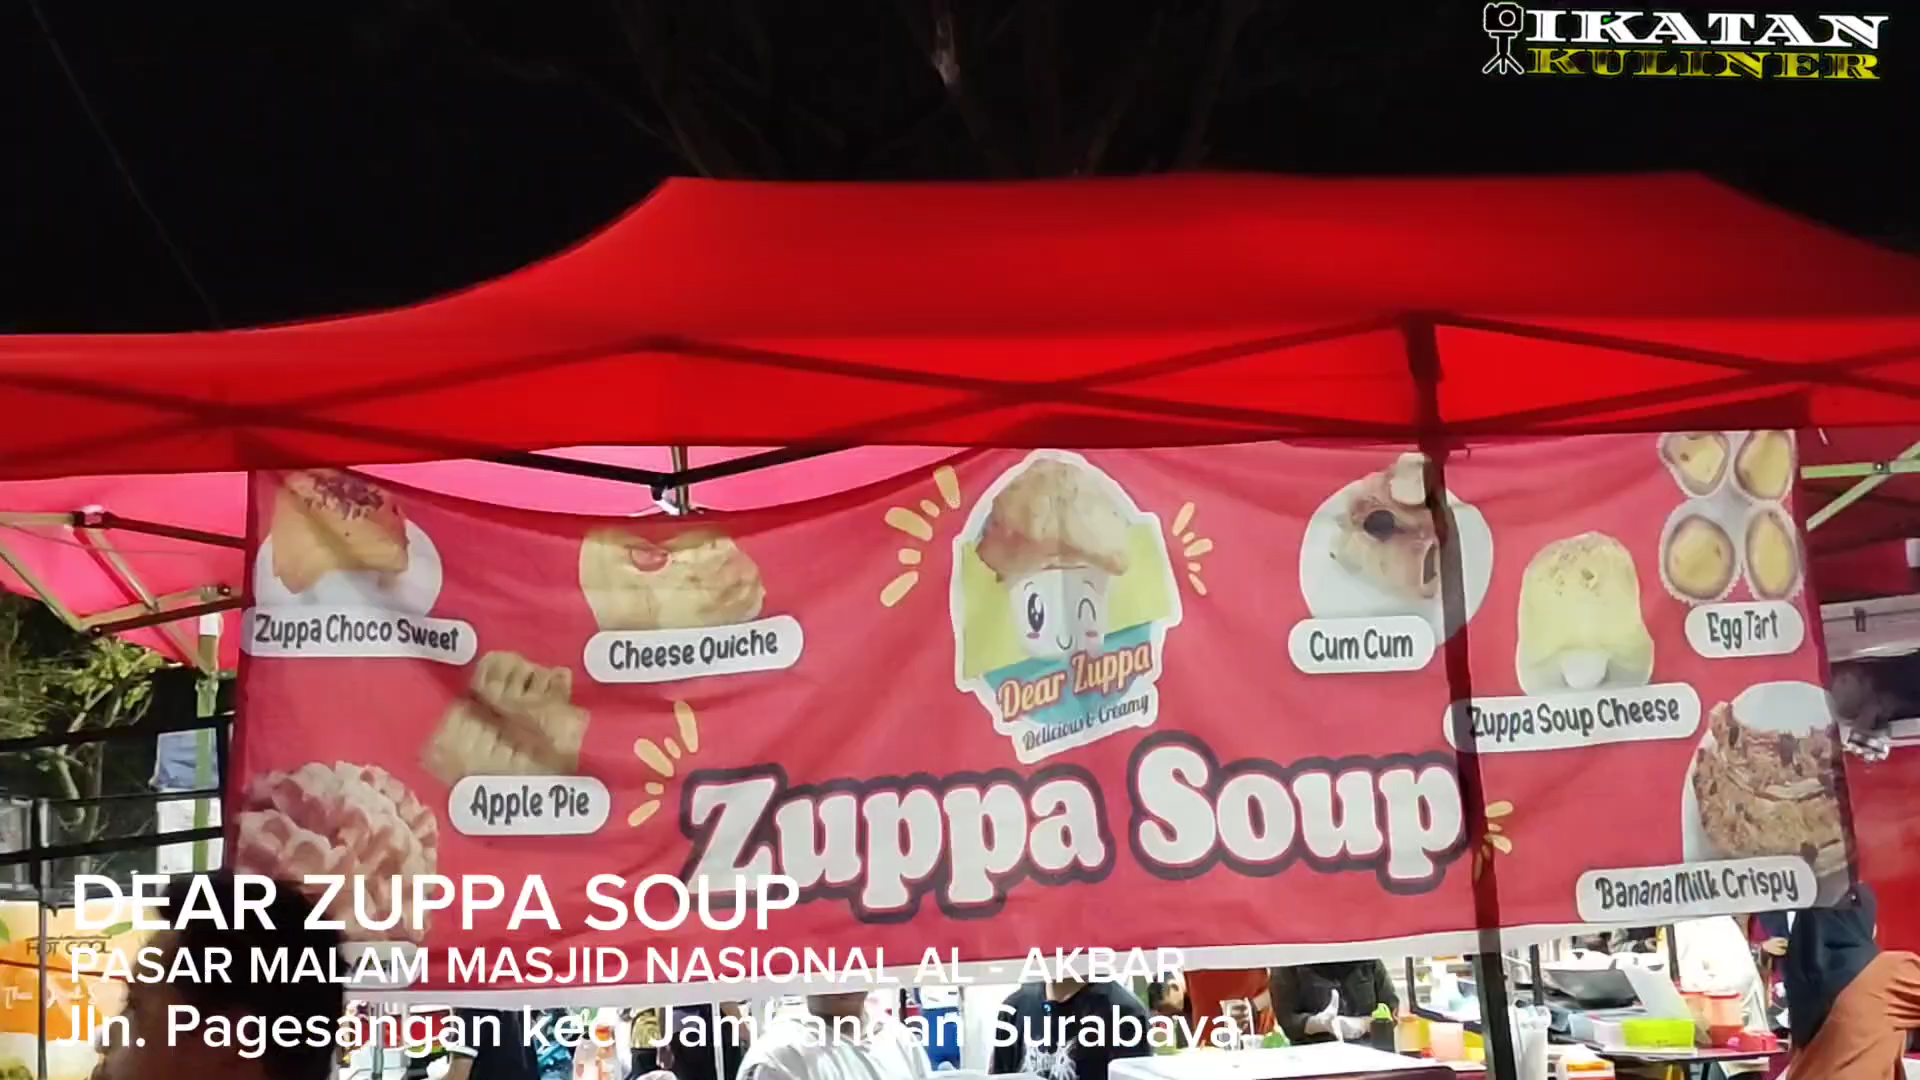 IKATAN
KULINER
Zuppa Choco Sweet
Cheese Quiche
Dear Zuppa
Delicious & Creamy
Cum Cum
Zuppa Soup Cheese
Egg Tart
Apple Pie
Zuppa Soup
Banana Milk Crispy
HOT COOL
DEAR ZUPPA SOUP
PASAR MALAM MASJID NASIONAL AL - AKBAR
Jln. Pagesangan kec. Jambangan Surabaya